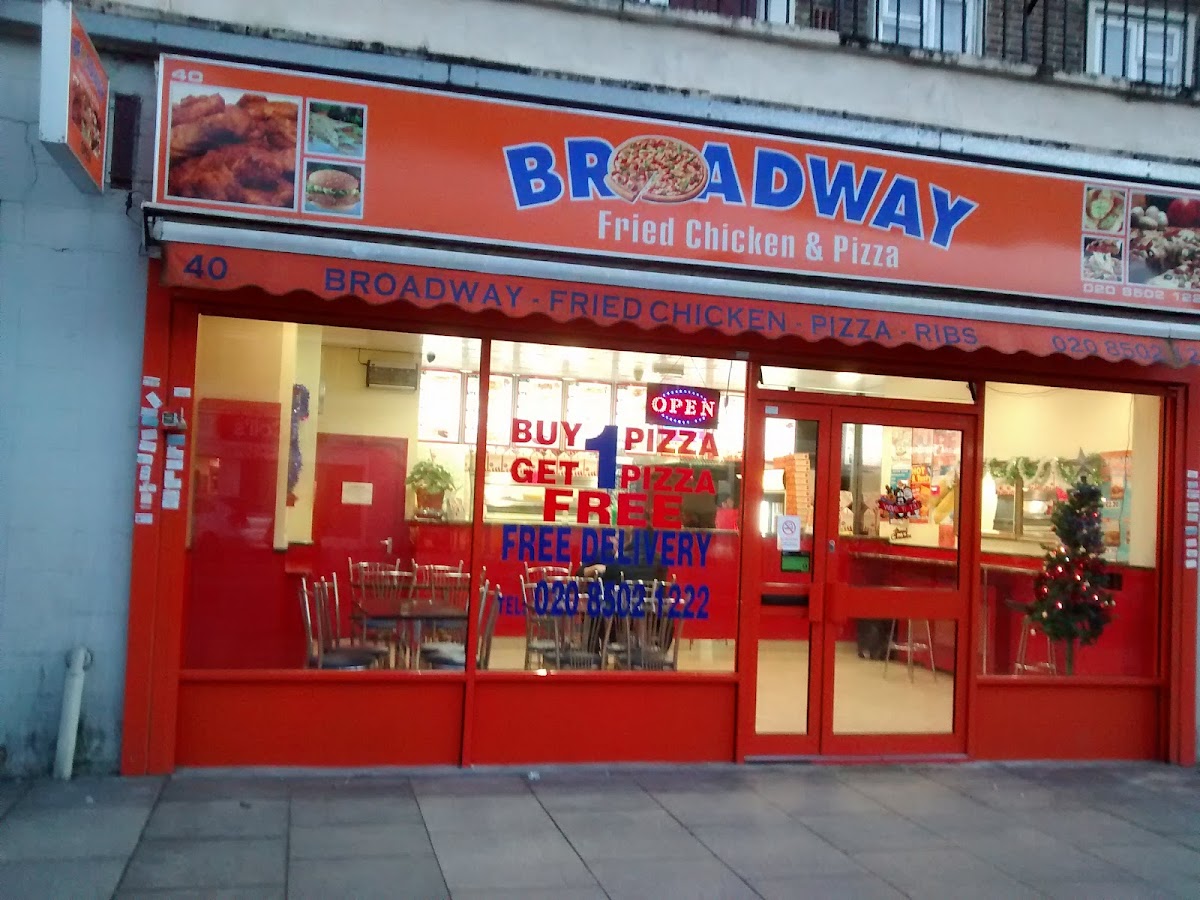 40
BROADWAY
Fried Chicken & Pizza
020 8502 122
40 BROADWAY - FRIED CHICKEN - PIZZA - RIBS 020 8502 12
OPEN
BUY 1 PIZZA
GET 1 PIZZA
FREE
FREE DELIVERY
TEL: 020 8502 1222